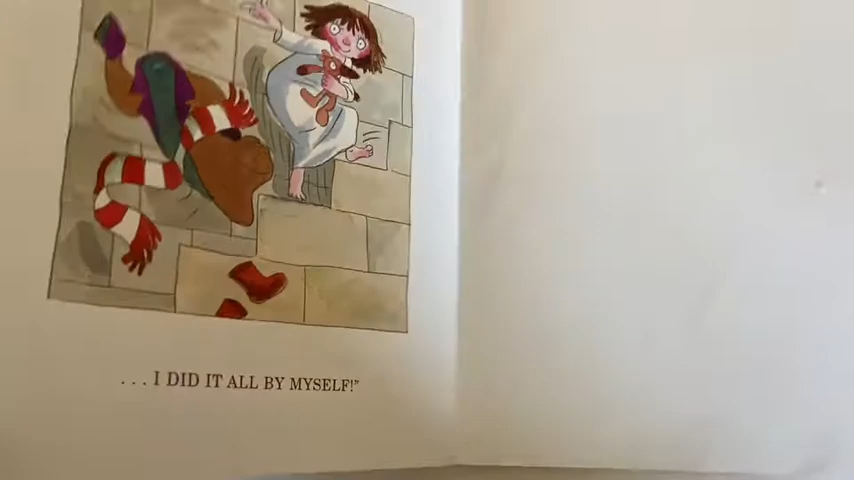 . . . I DID IT ALL BY MYSELF!”